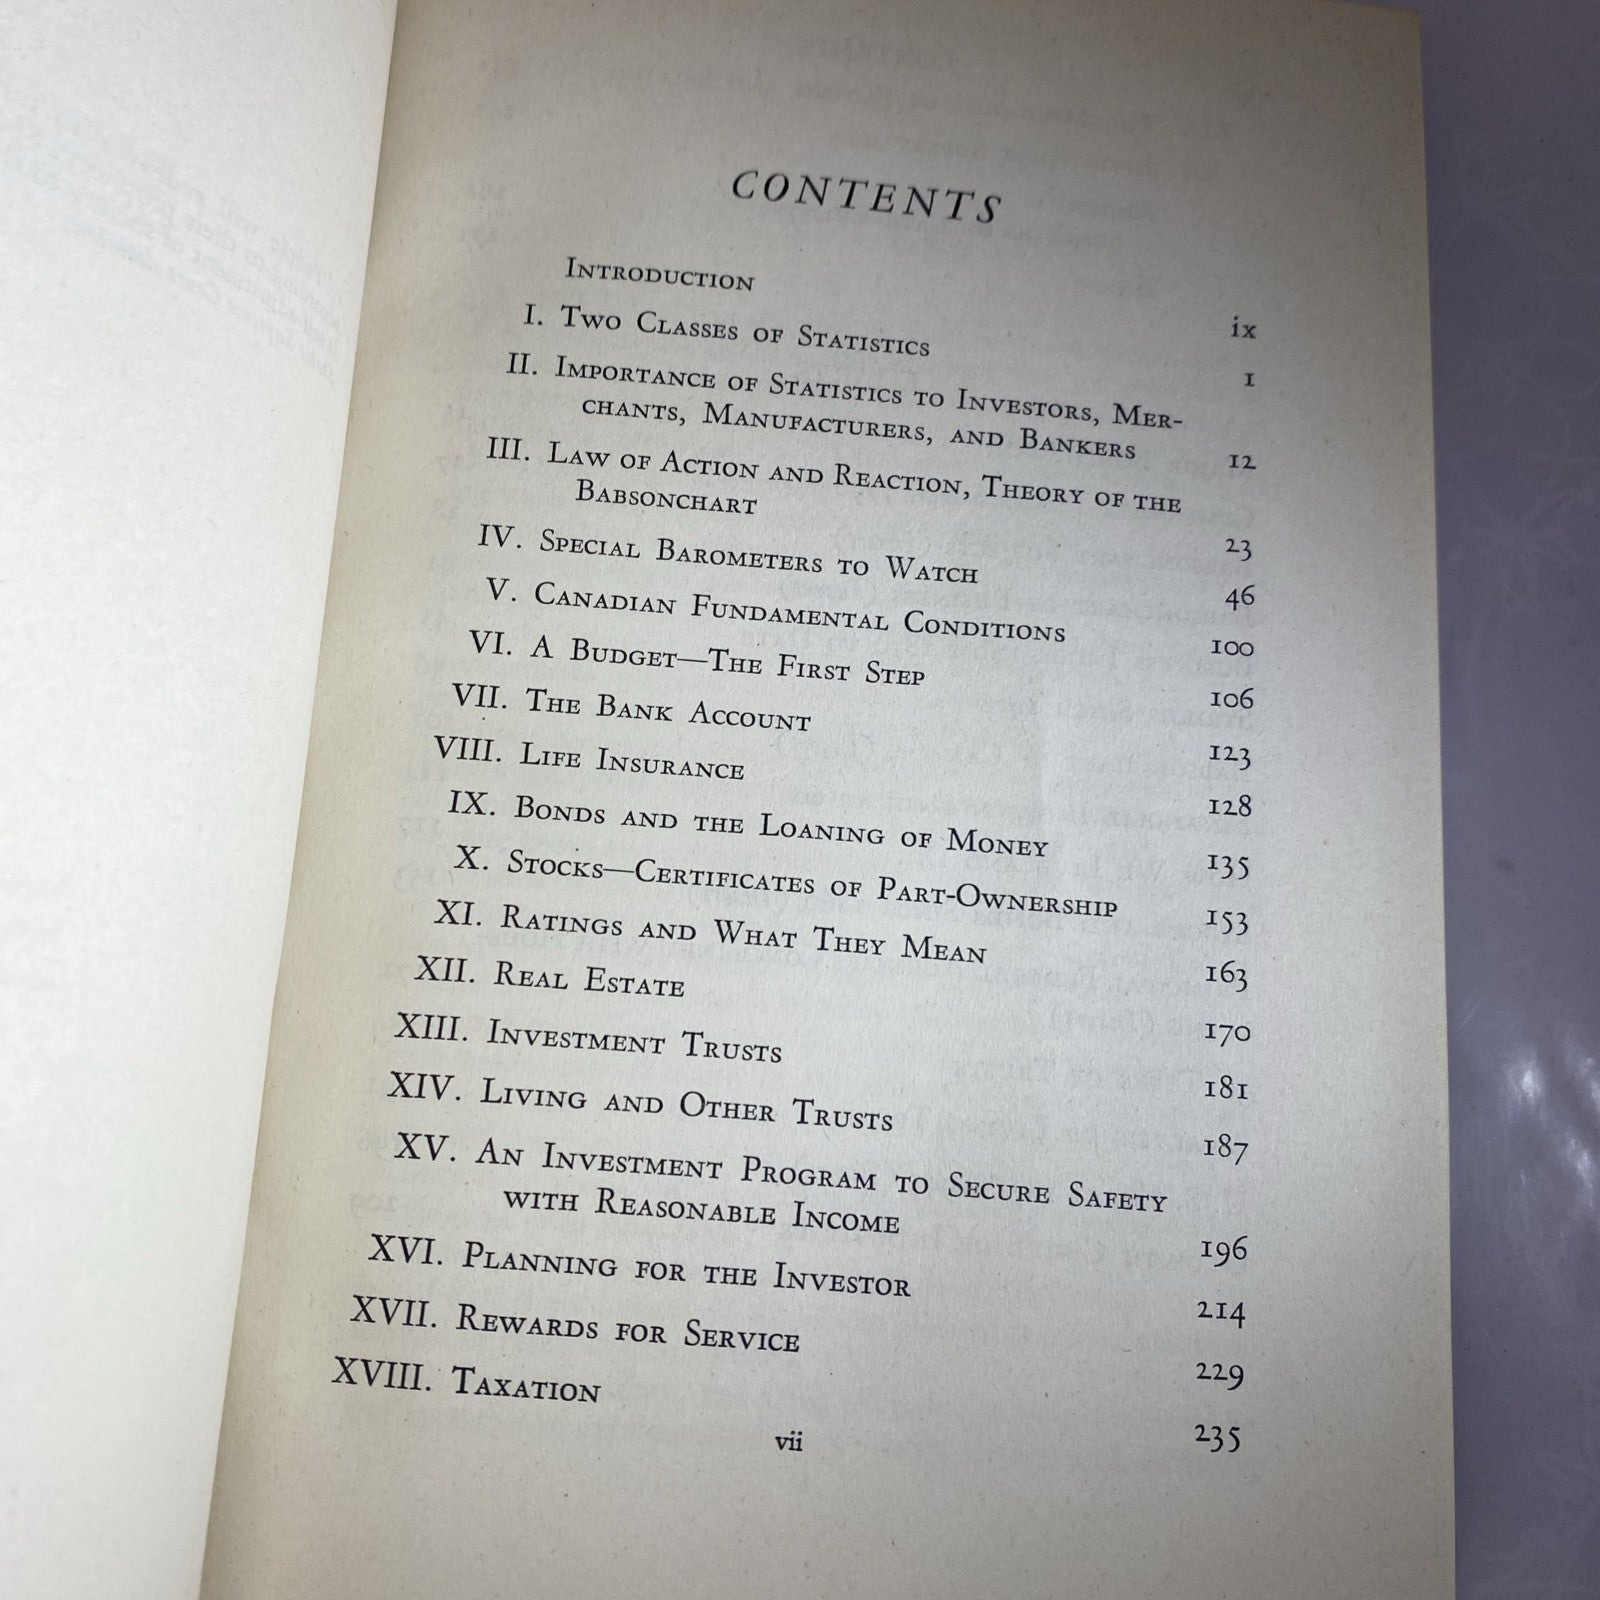 CONTENTS
INTRODUCTION ix
I. TWO CLASSES OF STATISTICS 1
II. IMPORTANCE OF STATISTICS TO INVESTORS, MER-
CHANTS, MANUFACTURERS, AND BANKERS 12
III. LAW OF ACTION AND REACTION, THEORY OF THE
BABSONCHART 23
IV. SPECIAL BAROMETERS TO WATCH 46
V. CANADIAN FUNDAMENTAL CONDITIONS 100
VI. A BUDGET—THE FIRST STEP 106
VII. THE BANK ACCOUNT 123
VIII. LIFE INSURANCE 128
IX. BONDS AND THE LOANING OF MONEY 135
X. STOCKS—CERTIFICATES OF PART-OWNERSHIP 153
XI. RATINGS AND WHAT THEY MEAN 163
XII. REAL ESTATE 170
XIII. INVESTMENT TRUSTS 181
XIV. LIVING AND OTHER TRUSTS 187
XV. AN INVESTMENT PROGRAM TO SECURE SAFETY
WITH REASONABLE INCOME 196
XVI. PLANNING FOR THE INVESTOR 214
XVII. REWARDS FOR SERVICE 229
XVIII. TAXATION 235
vii